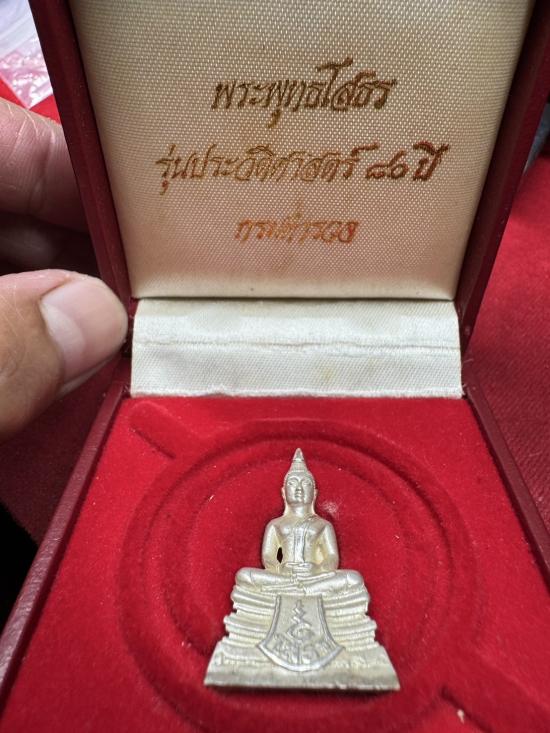 พระพุทธโสธร
รุ่นประวัติศาสตร์ ๘๐ ปี
กรมตำรวจ